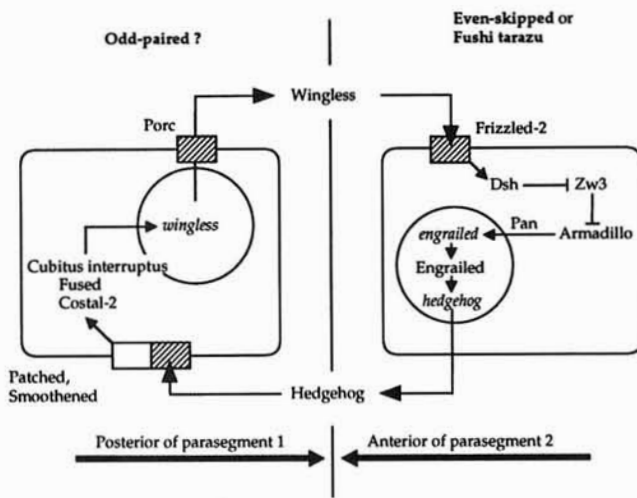 Odd-paired ?
Even-skipped or
Fushi tarazu
Wingless
Porc
Frizzled-2
Dsh
Zw3
wingless
engrailed
Pan
Armadillo
Engrailed
hedgehog
Cubitus interruptus
Fused
Costal-2
Patched,
Smoothened
Hedgehog
Posterior of parasegment 1
Anterior of parasegment 2